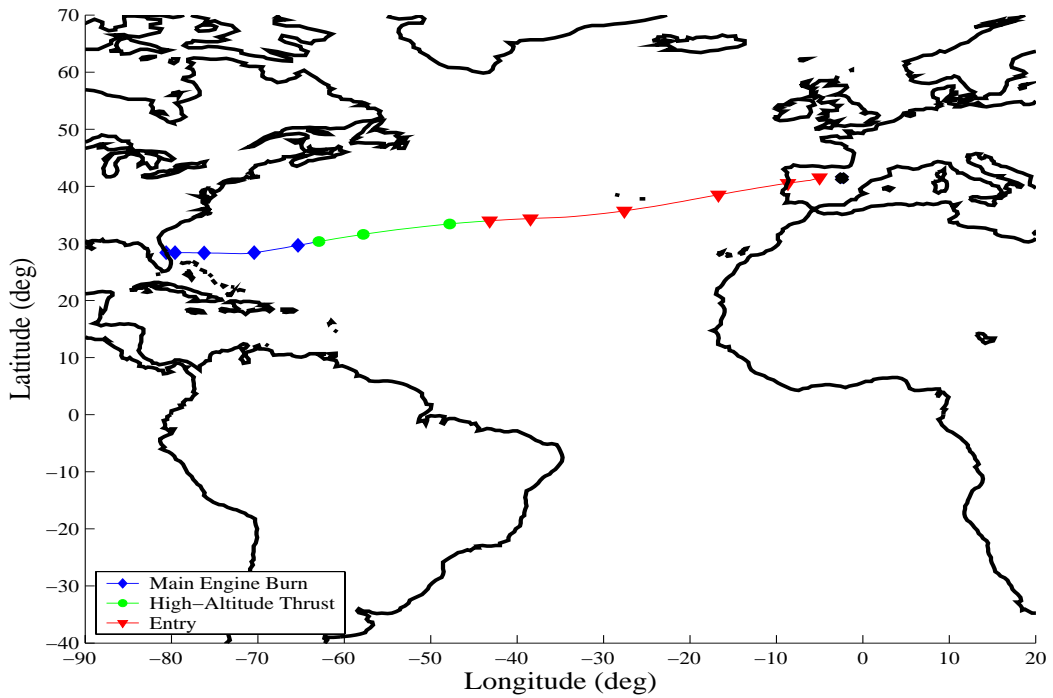 70
60
50
40
30
20
10
0
−10
−20
−30
−40
Latitude (deg)
Main Engine Burn
High−Altitude Thrust
Entry
−90 −80 −70 −60 −50 −40 −30 −20 −10 0 10 20
Longitude (deg)